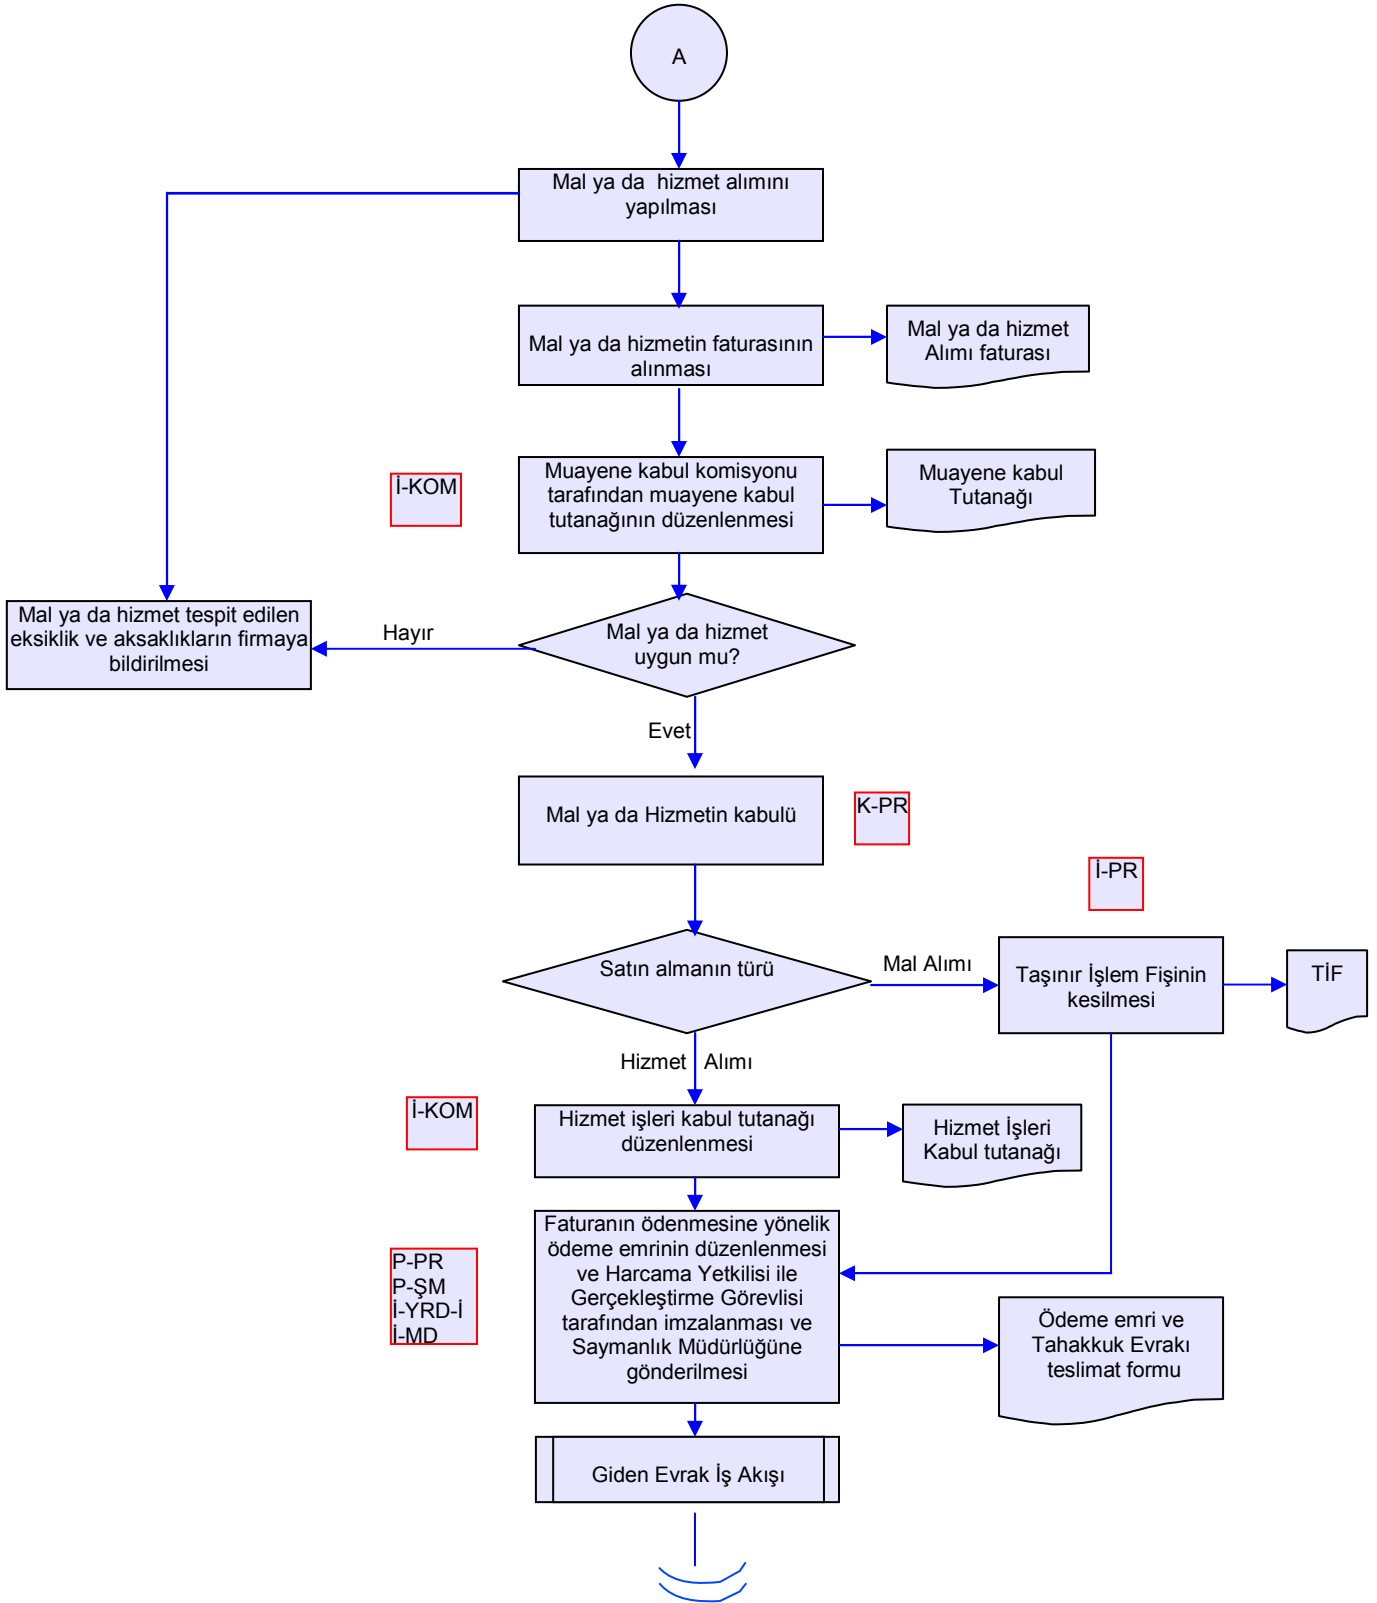 A
Mal ya da  hizmet alımını
yapılması
Mal ya da hizmetin faturasının
alınması
Mal ya da hizmet
Alımı faturası
İ-KOM
Muayene kabul komisyonu
tarafından muayene kabul
tutanağının düzenlenmesi
Muayene kabul
Tutanağı
Mal ya da hizmet tespit edilen
eksiklik ve aksaklıkların firmaya
bildirilmesi
Hayır
Mal ya da hizmet
uygun mu?
Evet
Mal ya da Hizmetin kabulü
K-PR
İ-PR
Satın almanın türü
Mal Alımı
Taşınır İşlem Fişinin
kesilmesi
TİF
Hizmet Alımı
İ-KOM
Hizmet işleri kabul tutanağı
düzenlenmesi
Hizmet İşleri
Kabul tutanağı
P-PR
P-ŞM
İ-YRD-İ
İ-MD
Faturanın ödenmesine yönelik
ödeme emrinin düzenlenmesi
ve Harcama Yetkilisi ile
Gerçekleştirme Görevlisi
tarafından imzalanması ve
Saymanlık Müdürlüğüne
gönderilmesi
Ödeme emri ve
Tahakkuk Evrakı
teslimat formu
Giden Evrak İş Akışı